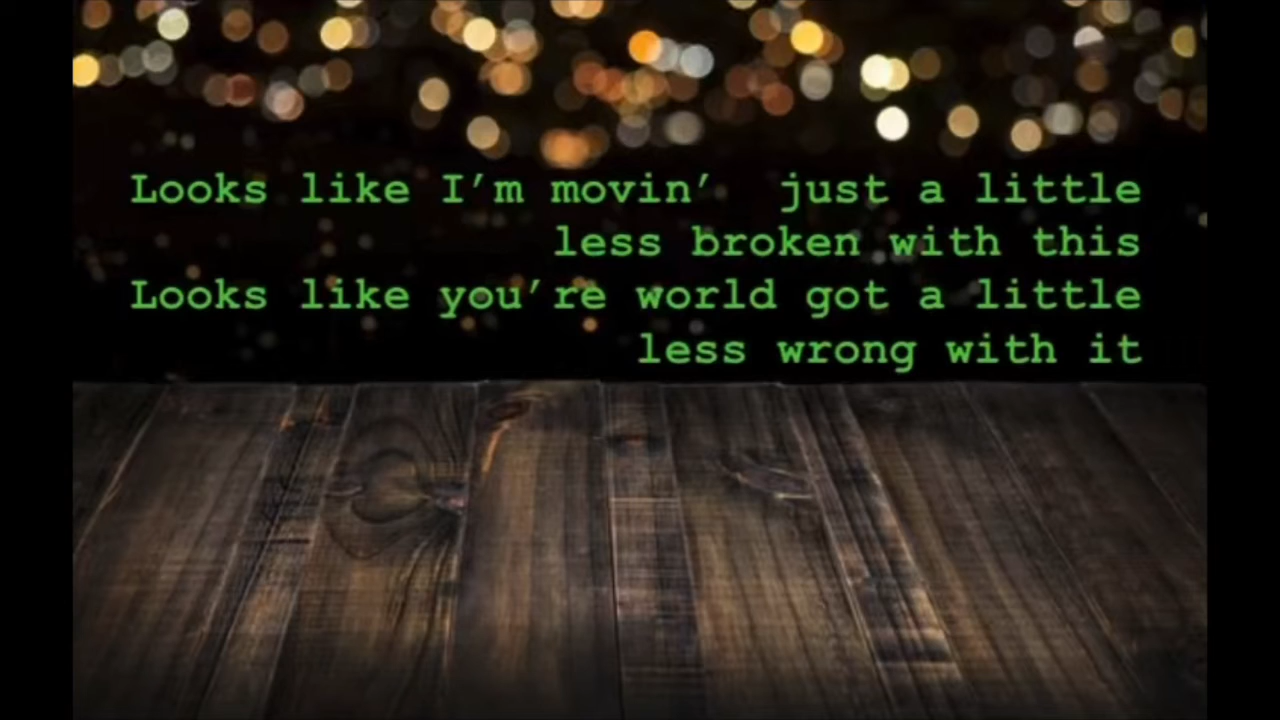 Looks like I’m movin’ just a little
less broken with this
Looks like you’re world got a little
less wrong with it